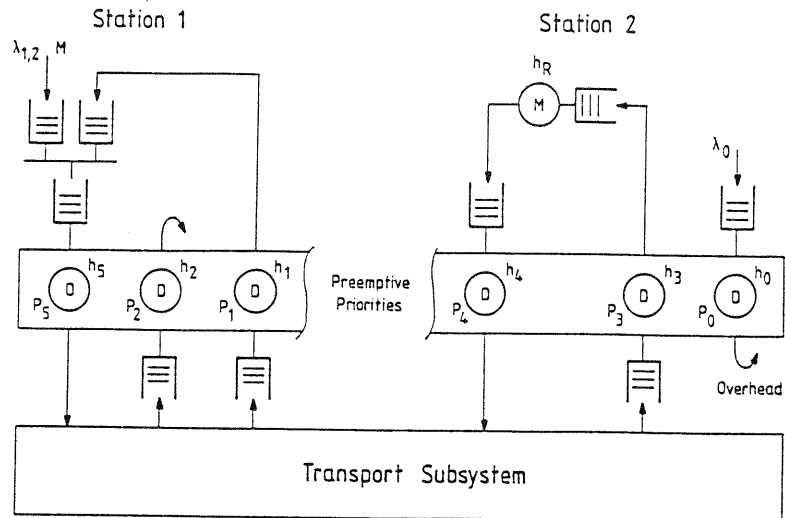 Station 1
Station 2
λ1,2 M
hR
M
λ0
h5
h2
h1
Preemptive
Priorities
h4
h3
h0
D
D
D
D
D
D
P5
P2
P1
P4
P3
P0
Overhead
Transport Subsystem